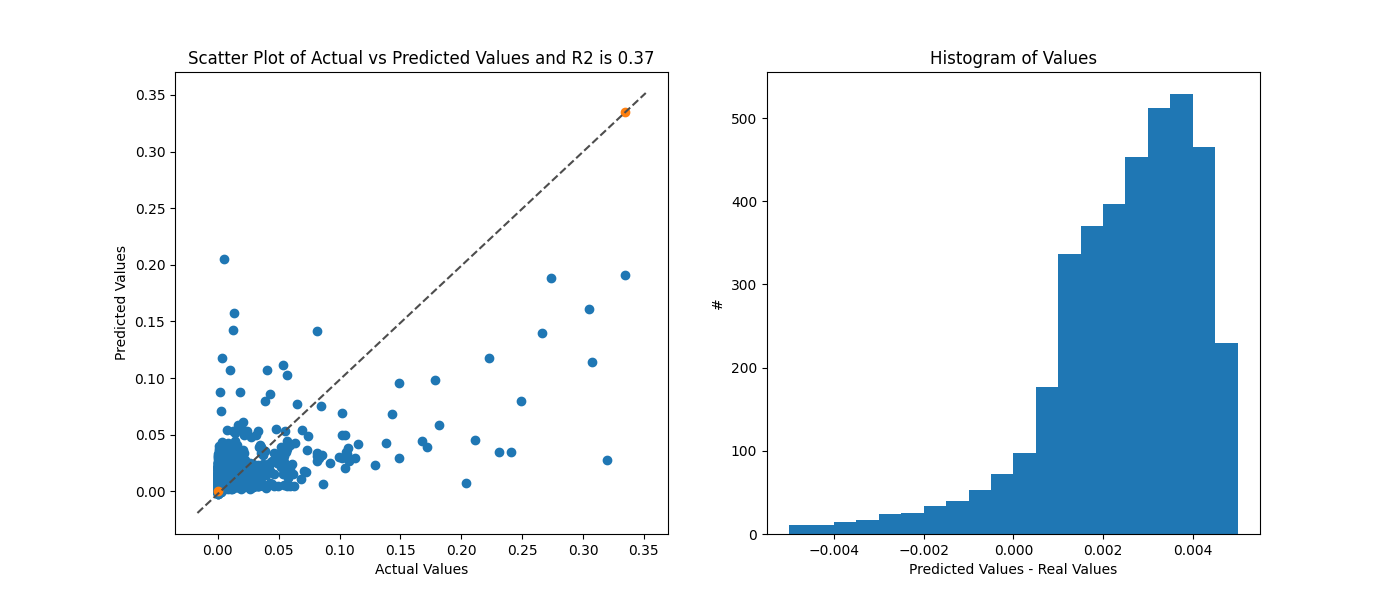 Scatter Plot of Actual vs Predicted Values and R2 is 0.37
0.35
0.30
0.25
0.20
0.15
0.10
0.05
0.00
Predicted Values
0.00 0.05 0.10 0.15 0.20 0.25 0.30 0.35
Actual Values
Histogram of Values
500
400
300
200
100
0
#
−0.004 −0.002 0.000 0.002 0.004
Predicted Values - Real Values